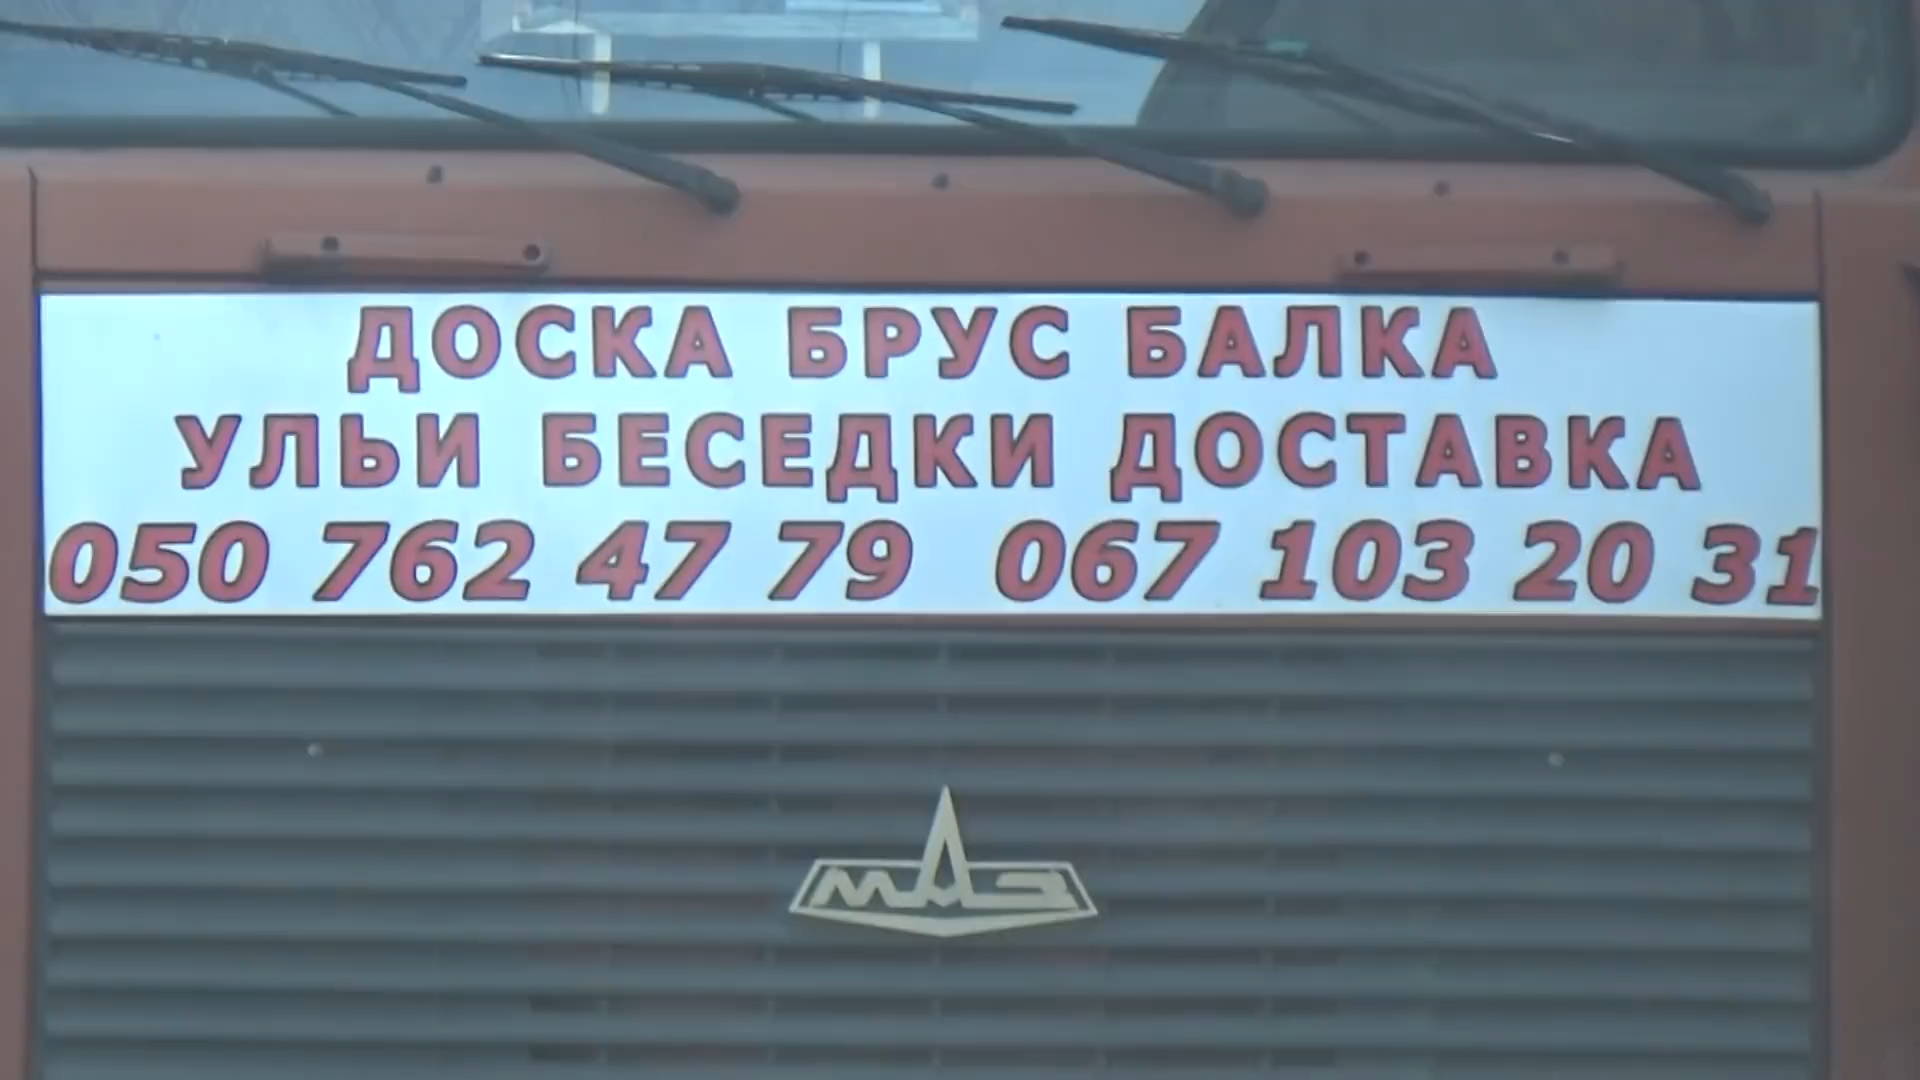 ДОСКА БРУС БАЛКА
УЛЬИ БЕСЕДКИ ДОСТАВКА
050 762 47 79 067 103 20 31
МАЗ